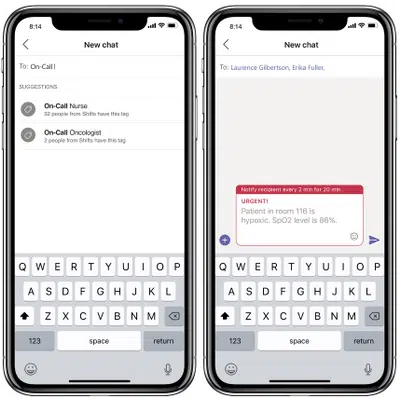 8:14
New chat
To: On-Call
SUGGESTIONS
On-Call Nurse
32 people from Shifts have this tag
On-Call Oncologist
2 people from Shifts have this tag
Q W E R T Y U I O P
A S D F G H J K L
Z X C V B N M
123 space return
8:14
New chat
To: Laurence Gilbertson, Erika Fuller,
Notify recipient every 2 min for 20 min.
URGENT!
Patient in room 116 is
hypoxic. SpO2 level is 86%.
Q W E R T Y U I O P
A S D F G H J K L
Z X C V B N M
123 space return